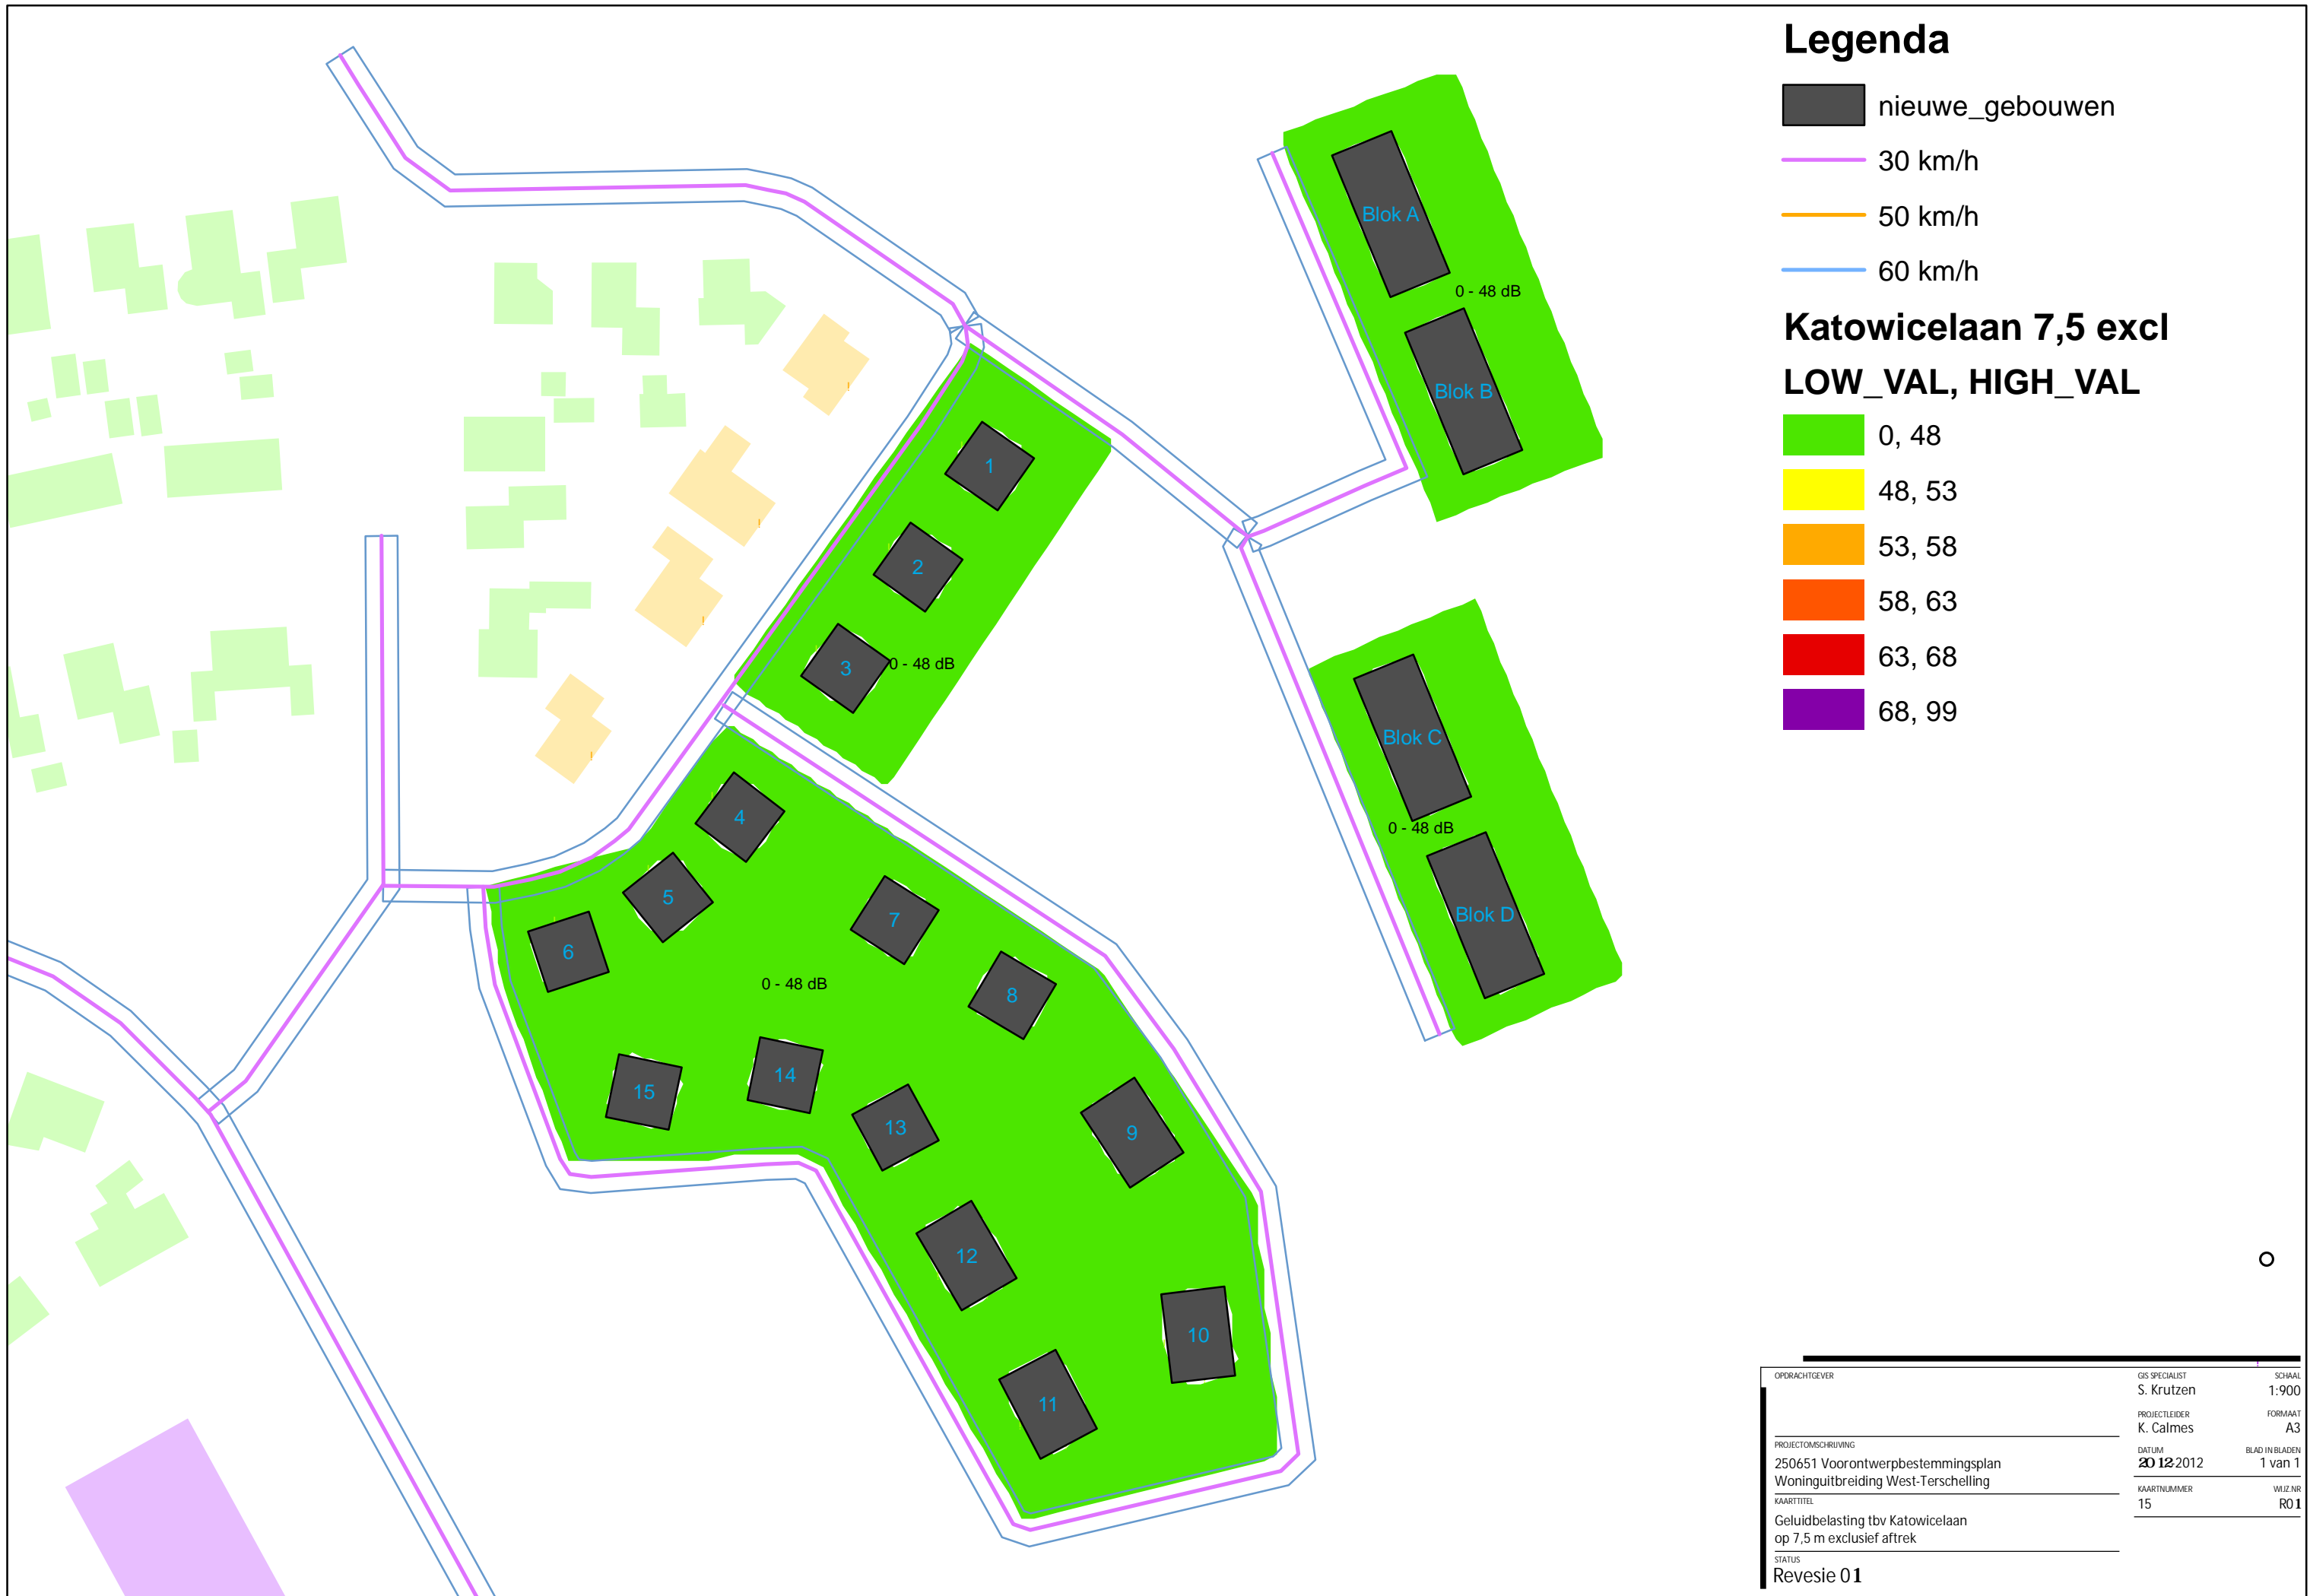 Legenda
nieuwe_gebouwen
30 km/h
50 km/h
60 km/h
Katowicelaan 7,5 excl
LOW_VAL, HIGH_VAL
0, 48
48, 53
53, 58
58, 63
63, 68
68, 99
Blok A
0 - 48 dB
Blok B
1
2
3
0 - 48 dB
Blok C
0 - 48 dB
Blok D
4
5
6
7
8
0 - 48 dB
9
10
11
12
13
14
15
OPDRACHTGEVER
PROJECTOMSCHRIJVING
250651 Voorontwerpbestemmingsplan
Woninguitbreiding West-Terschelling
KAARTTITEL
Geluidbelasting tbv Katowicelaan
op 7,5 m exclusief aftrek
STATUS
Revesie 01
GIS SPECIALIST
S. Krutzen
SCHAAL
1:900
PROJECTLEIDER
K. Calmes
FORMAAT
A3
DATUM
20-12-2012
BLAD IN BLADEN
1 van 1
KAARTNUMMER
15
WIJZ.NR
R01